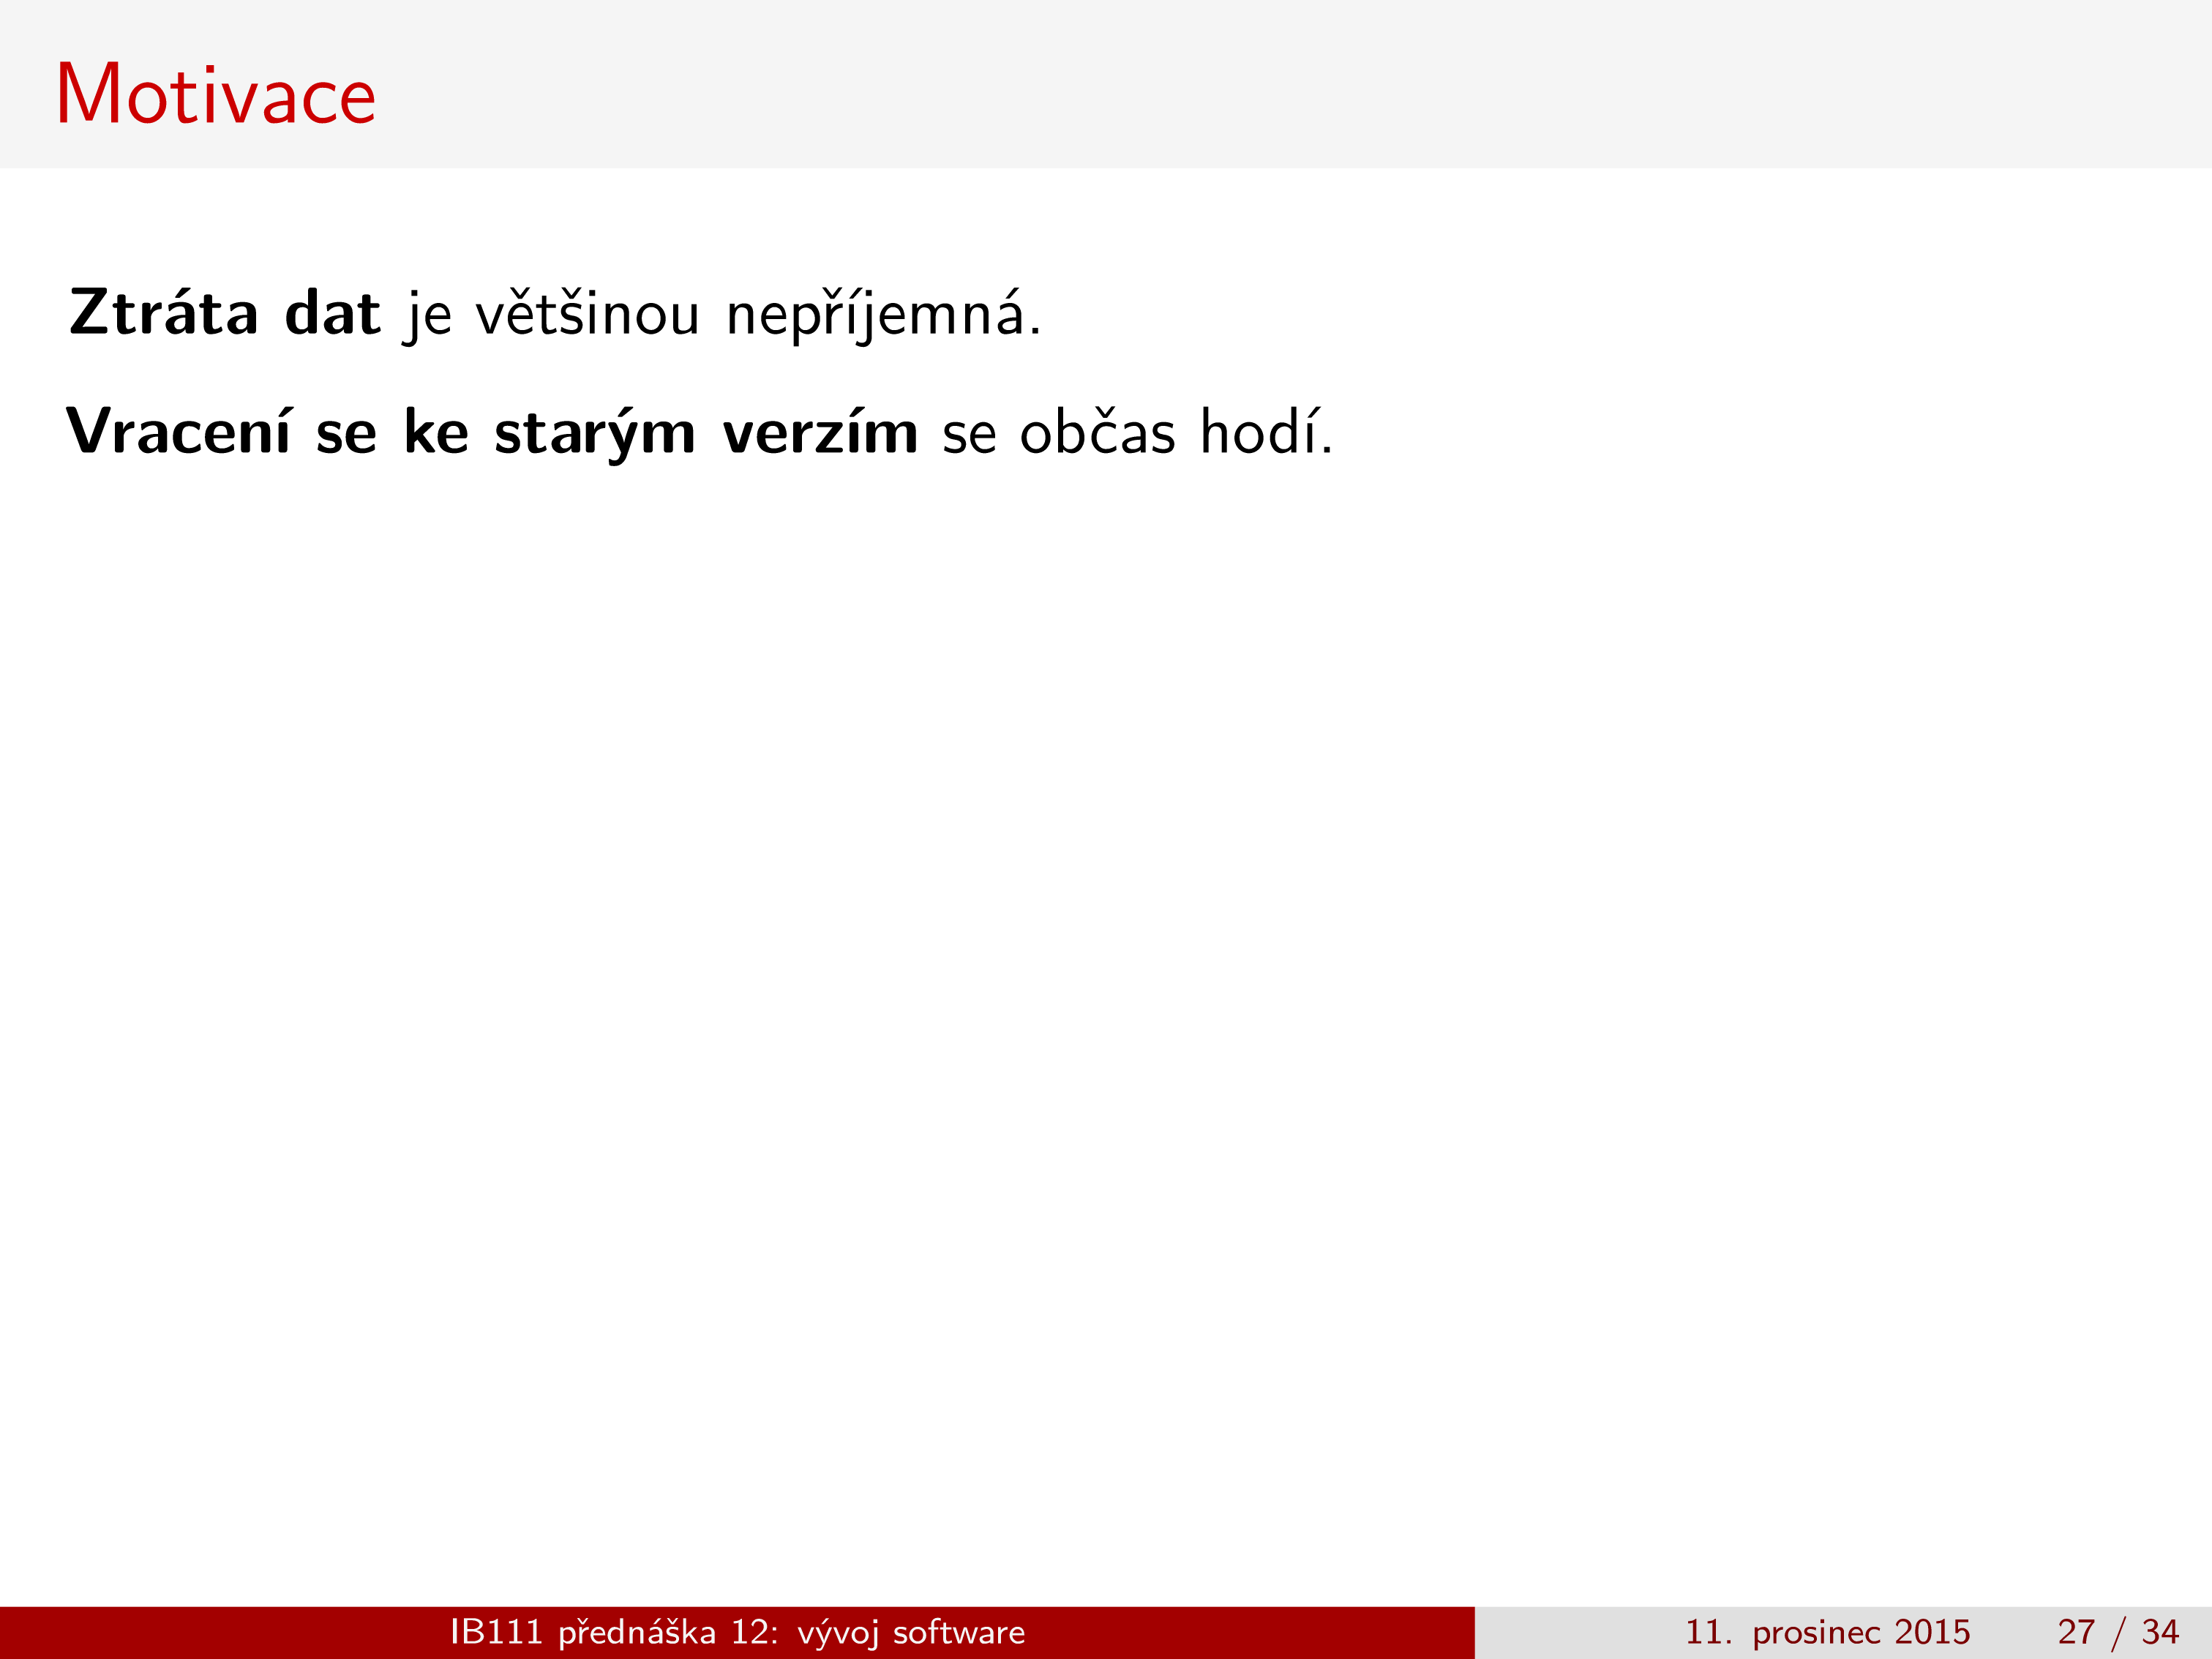 Motivace
Ztráta dat je většinou nepříjemná.
Vracení se ke starým verzím se občas hodí.
IB111 přednáška 12: vývoj software
11. prosinec 2015 27 / 34